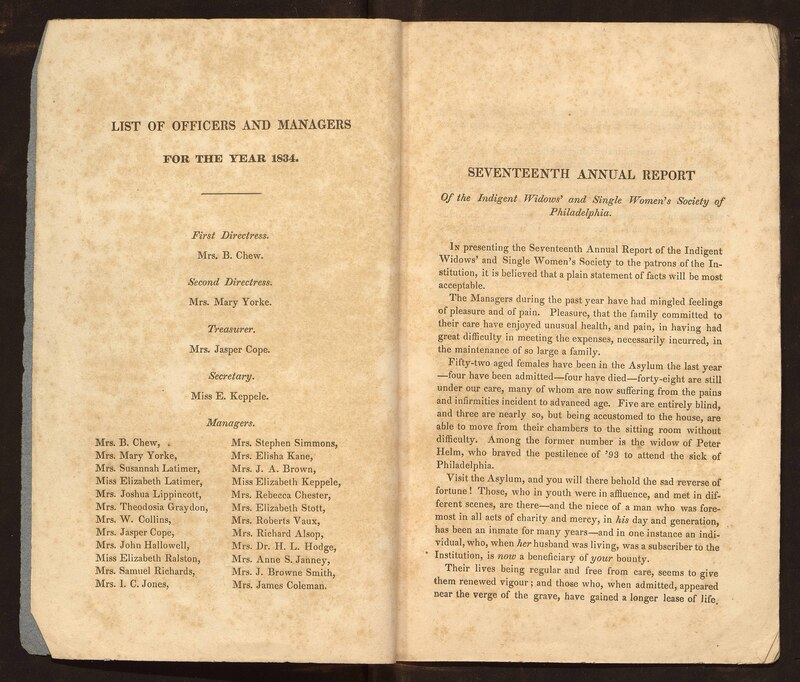 LIST OF OFFICERS AND MANAGERS
FOR THE YEAR 1834.
First Directress.
Mrs. B. Chew.
Second Directress.
Mrs. Mary Yorke.
Treasurer.
Mrs. Jasper Cope.
Secretary.
Miss E. Keppele.
Managers.
Mrs. B. Chew,
Mrs. Mary Yorke,
Mrs. Susannah Latimer,
Miss Elizabeth Latimer,
Mrs. Joshua Lippincott,
Mrs. Theodosia Graydon,
Mrs. W. Collins,
Mrs. Jasper Cope,
Mrs. John Hallowell,
Miss Elizabeth Ralston,
Mrs. Samuel Richards,
Mrs. I. C. Jones,
Mrs. Stephen Simmons,
Mrs. Elisha Kane,
Mrs. J. A. Brown,
Miss Elizabeth Keppele,
Mrs. Rebecca Chester,
Mrs. Elizabeth Stott,
Mrs. Roberts Vaux,
Mrs. Richard Alsop,
Mrs. Dr. H. L. Hodge,
Mrs. Anne S. Janney,
Mrs. J. Browne Smith,
Mrs. James Coleman.
SEVENTEENTH ANNUAL REPORT
Of the Indigent Widows' and Single Women's Society of
Philadelphia.
In presenting the Seventeenth Annual Report of the Indigent
Widows' and Single Women's Society to the patrons of the In-
stitution, it is believed that a plain statement of facts will be most
acceptable.
The Managers during the past year have had mingled feelings
of pleasure and of pain. Pleasure, that the family committed to
their care have enjoyed unusual health, and pain, in having had
great difficulty in meeting the expenses, necessarily incurred, in
the maintenance of so large a family.
Fifty-two aged females have been in the Asylum the last year
—four have been admitted—four have died—forty-eight are still
under our care, many of whom are now suffering from the pains
and infirmities incident to advanced age. Five are entirely blind,
and three are nearly so, but being accustomed to the house, are
able to move from their chambers to the sitting room without
difficulty. Among the former number is the widow of Peter
Helm, who braved the pestilence of '93 to attend the sick of
Philadelphia.
Visit the Asylum, and you will there behold the sad reverse of
fortune! Those, who in youth were in affluence, and met in dif-
ferent scenes, are there—and the niece of a man who was fore-
most in all acts of charity and mercy, in his day and generation,
has been an inmate for many years—and in one instance an indi-
vidual, who, when her husband was living, was a subscriber to the
Institution, is now a beneficiary of your bounty.
Their lives being regular and free from care, seems to give
them renewed vigour; and those who, when admitted, appeared
near the verge of the grave, have gained a longer lease of life.